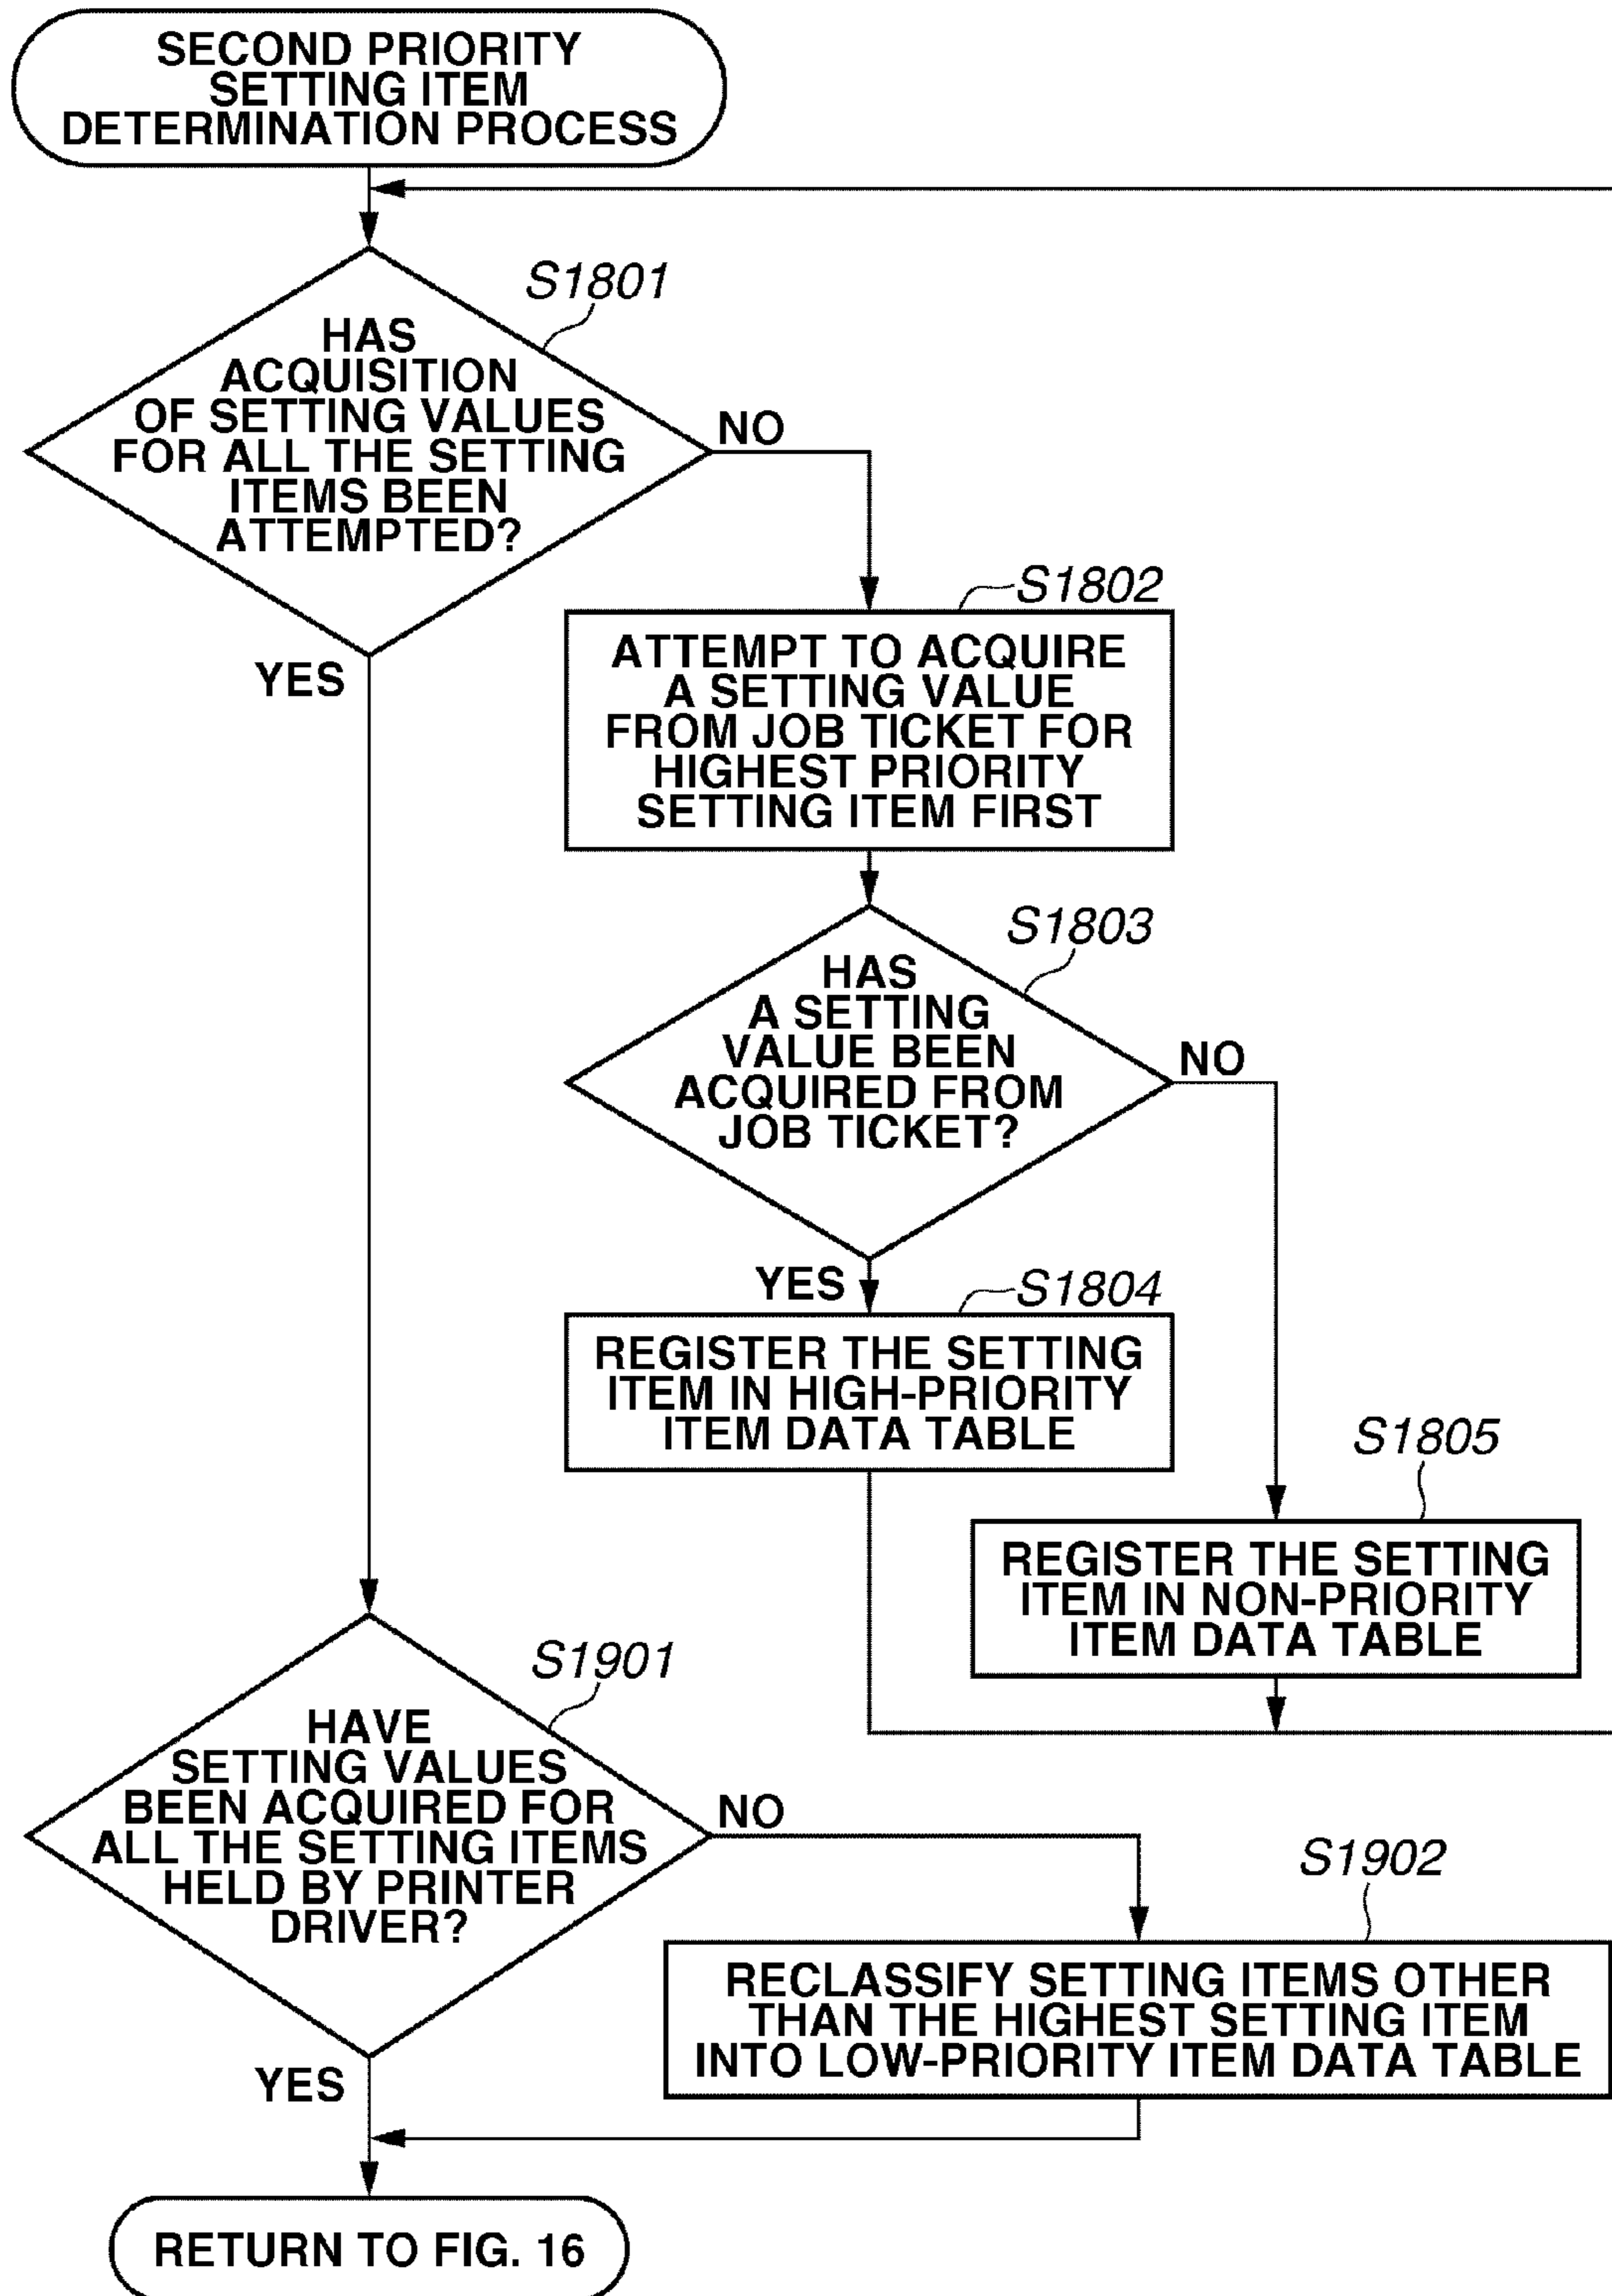 SECOND PRIORITY
SETTING ITEM
DETERMINATION PROCESS
S1801
HAS
ACQUISITION
OF SETTING VALUES
FOR ALL THE SETTING
ITEMS BEEN
ATTEMPTED?
NO
YES
S1802
ATTEMPT TO ACQUIRE
A SETTING VALUE
FROM JOB TICKET FOR
HIGHEST PRIORITY
SETTING ITEM FIRST
S1803
HAS
A SETTING
VALUE BEEN
ACQUIRED FROM
JOB TICKET?
NO
YES
S1804
REGISTER THE SETTING
ITEM IN HIGH-PRIORITY
ITEM DATA TABLE
S1805
REGISTER THE SETTING
ITEM IN NON-PRIORITY
ITEM DATA TABLE
S1901
HAVE
SETTING VALUES
BEEN ACQUIRED FOR
ALL THE SETTING ITEMS
HELD BY PRINTER
DRIVER?
NO
YES
S1902
RECLASSIFY SETTING ITEMS OTHER
THAN THE HIGHEST SETTING ITEM
INTO LOW-PRIORITY ITEM DATA TABLE
RETURN TO FIG. 16